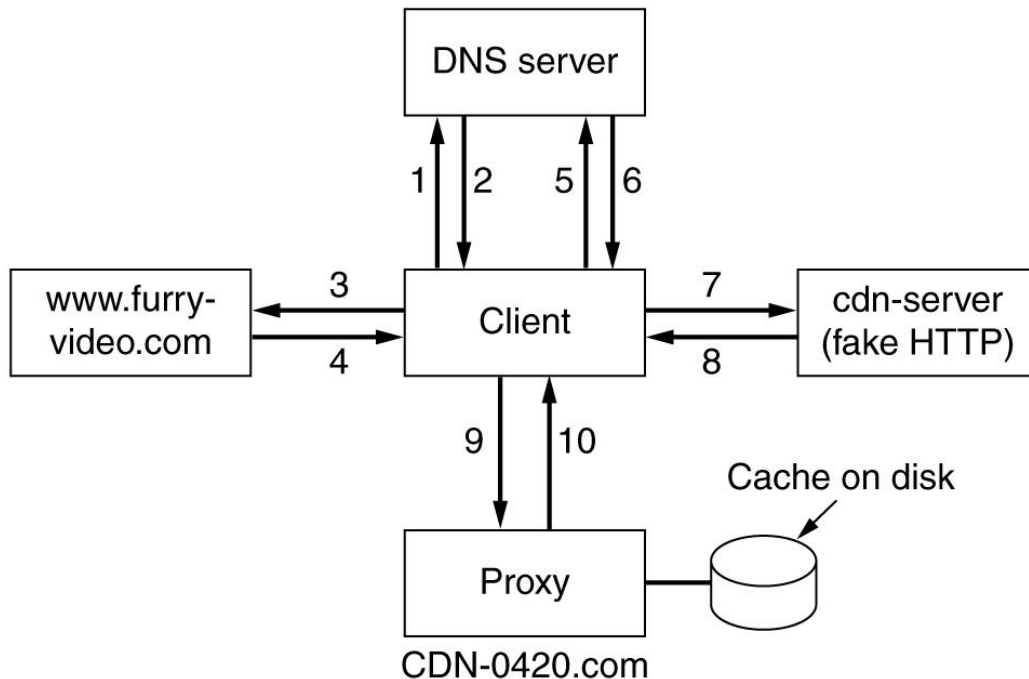 DNS server
1
2
5
6
www.furry-
video.com
3
4
Client
7
8
cdn-server
(fake HTTP)
9
10
Cache on disk
Proxy
CDN-0420.com